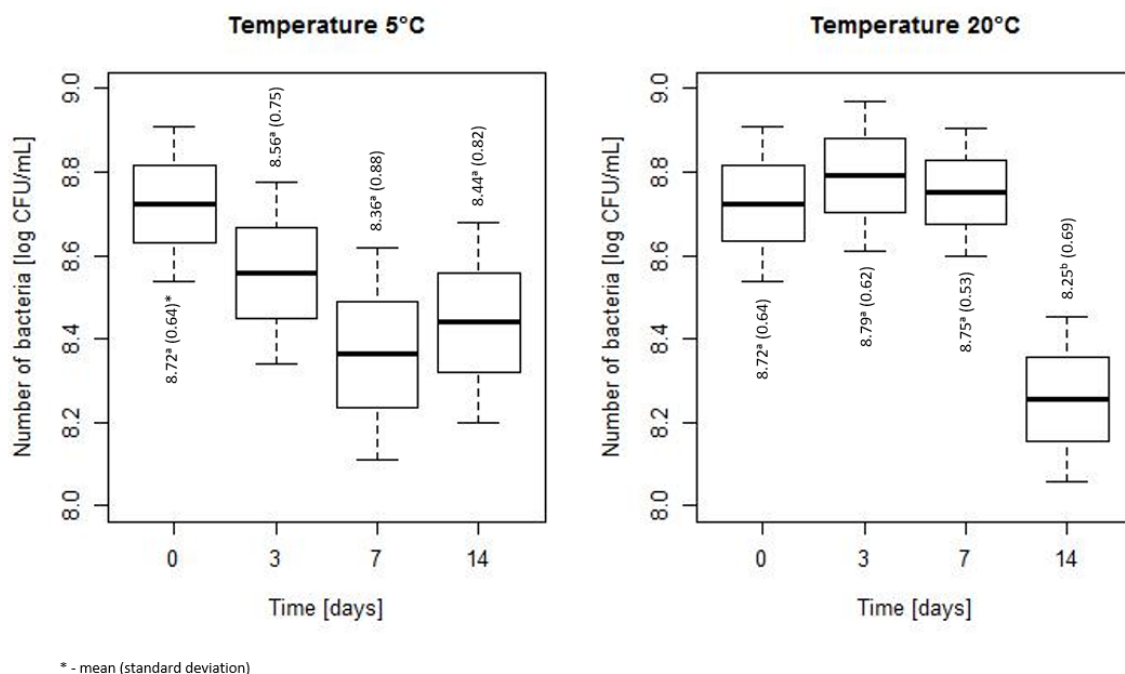 Temperature 5°C
Number of bacteria [log CFU/mL]
9.0
8.8
8.6
8.4
8.2
8.0
8.72ᵃ (0.64)*
8.56ᵃ (0.75)
8.36ᵃ (0.88)
8.44ᵃ (0.82)
0 3 7 14
Time [days]
Temperature 20°C
Number of bacteria [log CFU/mL]
9.0
8.8
8.6
8.4
8.2
8.0
8.72ᵃ (0.64)
8.79ᵃ (0.62)
8.75ᵃ (0.53)
8.25ᵇ (0.69)
0 3 7 14
Time [days]
* - mean (standard deviation)